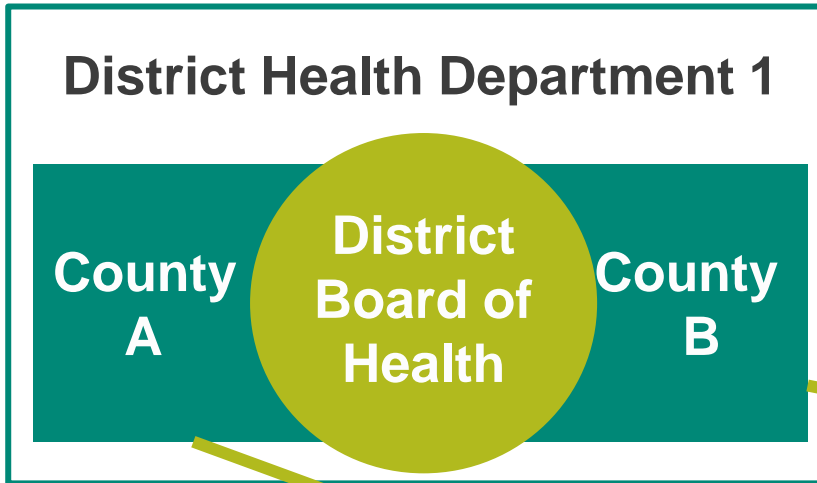 District Health Department 1
County
A
District
Board of
Health
County
B